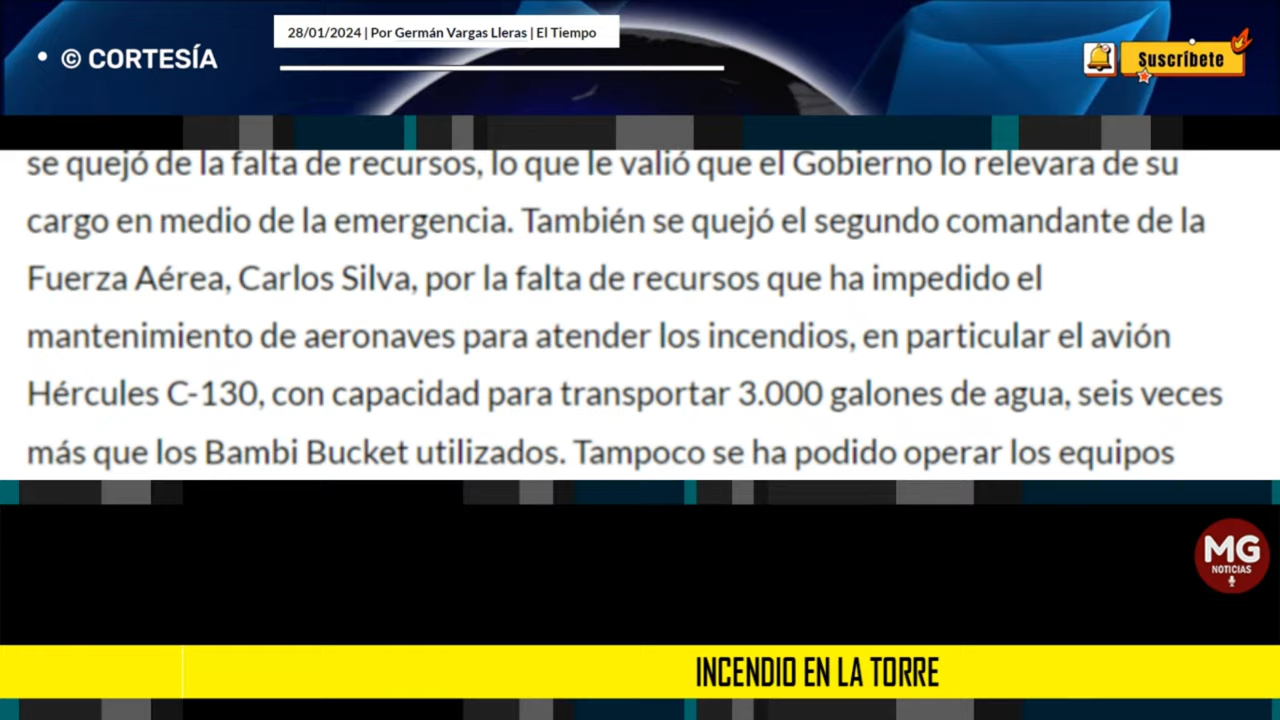 28/01/2024 | Por Germán Vargas Lleras | El Tiempo
• © CORTESÍA
Suscríbete
se quejó de la falta de recursos, lo que le valió que el Gobierno lo relevara de su
cargo en medio de la emergencia. También se quejó el segundo comandante de la
Fuerza Aérea, Carlos Silva, por la falta de recursos que ha impedido el
mantenimiento de aeronaves para atender los incendios, en particular el avión
Hércules C-130, con capacidad para transportar 3.000 galones de agua, seis veces
más que los Bambi Bucket utilizados. Tampoco se ha podido operar los equipos
MG
NOTICIAS
INCENDIO EN LA TORRE